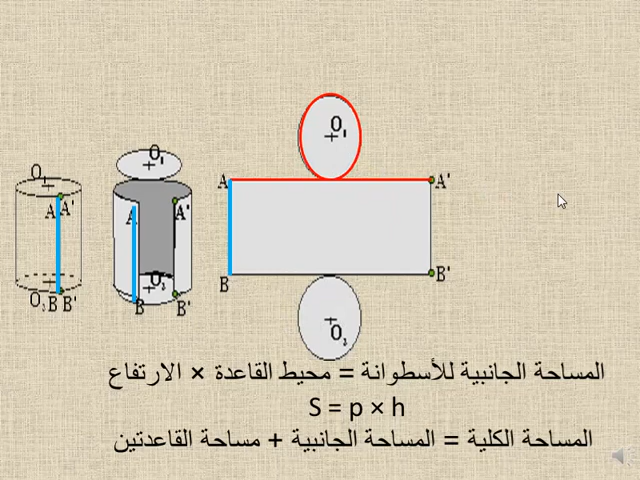 O₁
A A'
B B'
O₂
O₁
A A'
O₂
B B'
O₁
A A'
B B'
O₂
المساحة الجانبية للأسطوانة = محيط القاعدة × الارتفاع
S = p × h
المساحة الكلية = المساحة الجانبية + مساحة القاعدتين